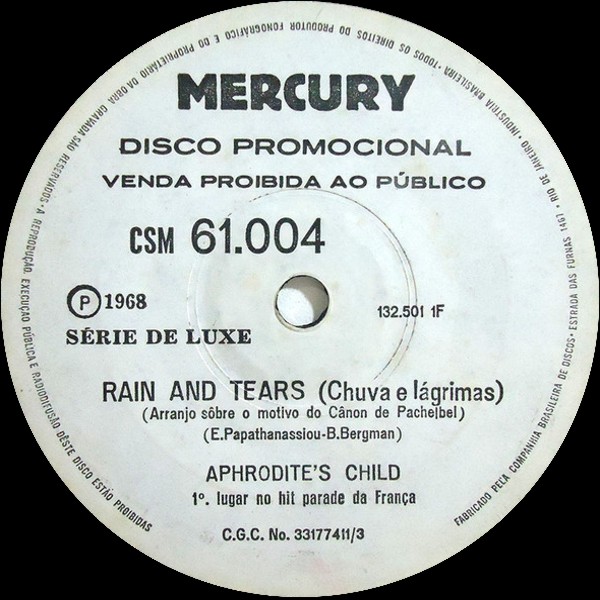 MERCURY
DISCO PROMOCIONAL
VENDA PROIBIDA AO PÚBLICO
CSM 61.004
Ⓟ 1968
132.501 1F
SÉRIE DE LUXE
RAIN AND TEARS (Chuva e lágrimas)
(Arranjo sôbre o motivo do Cânon de Pachelbel)
(E.Papathanassiou-B.Bergman)
APHRODITE'S CHILD
1º. lugar no hit parade da França
C.G.C. No. 33177411/3
FABRICADO PELA COMPANHIA BRASILEIRA DE DISCOS • ESTRADA DAS FURNAS 1467 • RIO DE JANEIRO • INDÚSTRIA BRASILEIRA • TODOS OS DIREITOS DO PRODUTOR FONOGRÁFICO E DO PROPRIETÁRIO DA OBRA GRAVADA SÃO RESERVADOS • A REPRODUÇÃO, EXECUÇÃO PÚBLICA E RADIODIFUSÃO DÊSTE DISCO ESTÃO PROIBIDAS